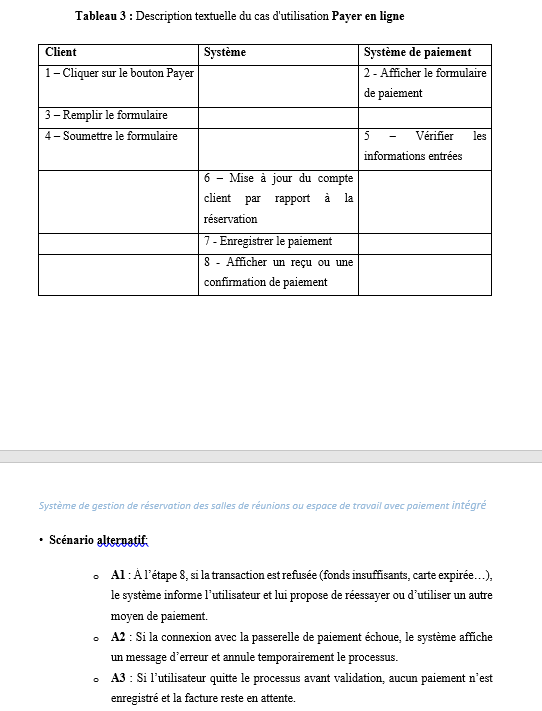 Tableau 3 : Description textuelle du cas d'utilisation Payer en ligne
Client Système Système de paiement
1 – Cliquer sur le bouton Payer 2 - Afficher le formulaire
de paiement
3 – Remplir le formulaire
4 – Soumettre le formulaire 5 – Vérifier les
informations entrées
6 – Mise à jour du compte
client par rapport à la
réservation
7 - Enregistrer le paiement
8 - Afficher un reçu ou une
confirmation de paiement
Système de gestion de réservation des salles de réunions ou espace de travail avec paiement intégré
• Scénario alternatif:
o A1 : À l’étape 8, si la transaction est refusée (fonds insuffisants, carte expirée…),
le système informe l’utilisateur et lui propose de réessayer ou d’utiliser un autre
moyen de paiement.
o A2 : Si la connexion avec la passerelle de paiement échoue, le système affiche
un message d’erreur et annule temporairement le processus.
o A3 : Si l’utilisateur quitte le processus avant validation, aucun paiement n’est
enregistré et la facture reste en attente.